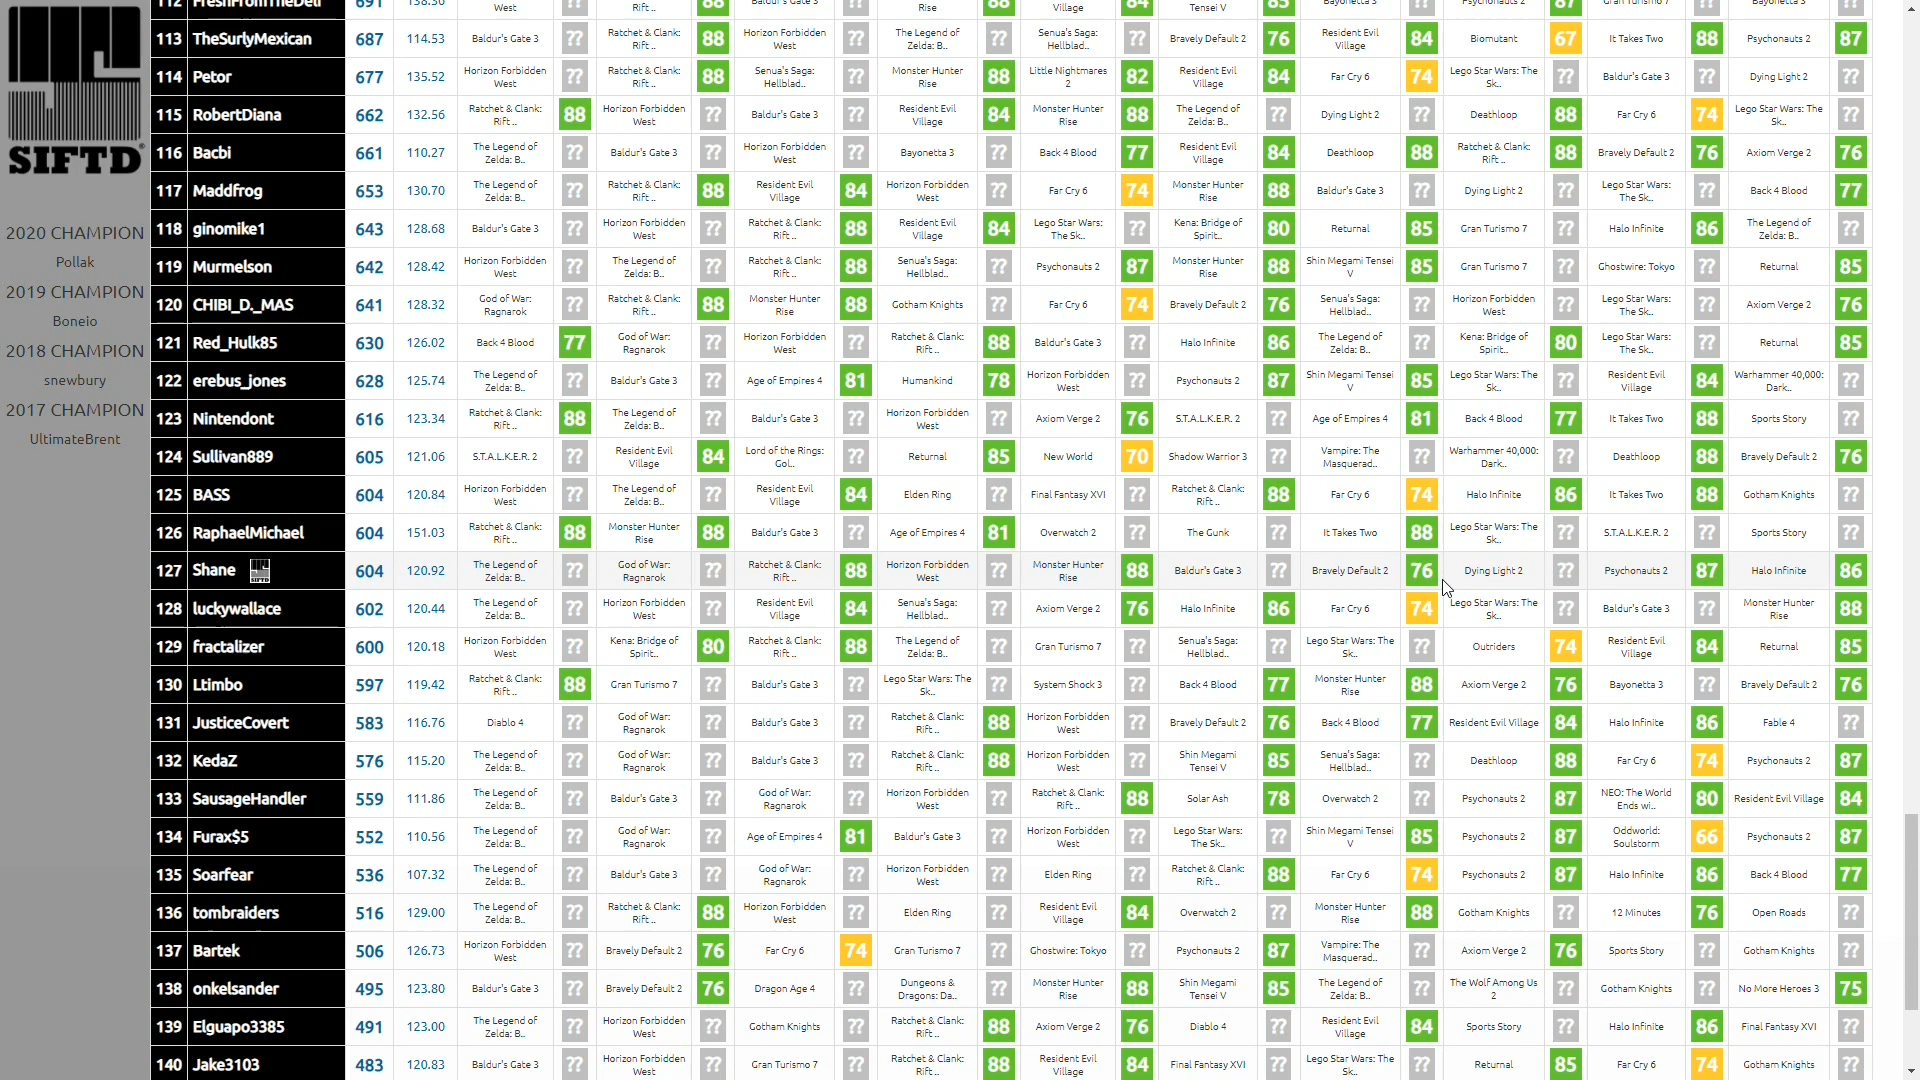 SIFTD
2020 CHAMPION
Pollak
2019 CHAMPION
Boneio
2018 CHAMPION
snewbury
2017 CHAMPION
UltimateBrent
112 FreshFromTheDeli 691 138.30 West ?? Rift .. 88 Baldur's Gate 3 ?? Rise 88 Village 84 Tensei V 85 Bayonetta 3 ?? Psychonauts 2 87 Gran Turismo 7 ?? Bayonetta 3 ??
113 TheSurlyMexican 687 114.53 Baldur's Gate 3 ?? Ratchet & Clank: Rift .. 88 Horizon Forbidden West ?? The Legend of Zelda: B.. ?? Senua's Saga: Hellblad.. ?? Bravely Default 2 76 Resident Evil Village 84 Biomutant 67 It Takes Two 88 Psychonauts 2 87
114 Petor 677 135.52 Horizon Forbidden West ?? Ratchet & Clank: Rift .. 88 Senua's Saga: Hellblad.. ?? Monster Hunter Rise 88 Little Nightmares 2 82 Resident Evil Village 84 Far Cry 6 74 Lego Star Wars: The Sk.. ?? Baldur's Gate 3 ?? Dying Light 2 ??
115 RobertDiana 662 132.56 Ratchet & Clank: Rift .. 88 Horizon Forbidden West ?? Baldur's Gate 3 ?? Resident Evil Village 84 Monster Hunter Rise 88 The Legend of Zelda: B.. ?? Dying Light 2 ?? Deathloop 88 Far Cry 6 74 Lego Star Wars: The Sk.. ??
116 Bacbi 661 110.27 The Legend of Zelda: B.. ?? Baldur's Gate 3 ?? Horizon Forbidden West ?? Bayonetta 3 ?? Back 4 Blood 77 Resident Evil Village 84 Deathloop 88 Ratchet & Clank: Rift .. 88 Bravely Default 2 76 Axiom Verge 2 76
117 Maddfrog 653 130.70 The Legend of Zelda: B.. ?? Ratchet & Clank: Rift .. 88 Resident Evil Village 84 Horizon Forbidden West ?? Far Cry 6 74 Monster Hunter Rise 88 Baldur's Gate 3 ?? Dying Light 2 ?? Lego Star Wars: The Sk.. ?? Back 4 Blood 77
118 ginomike1 643 128.68 Baldur's Gate 3 ?? Horizon Forbidden West ?? Ratchet & Clank: Rift .. 88 Resident Evil Village 84 Lego Star Wars: The Sk.. ?? Kena: Bridge of Spirit.. 80 Returnal 85 Gran Turismo 7 ?? Halo Infinite 86 The Legend of Zelda: B.. ??
119 Murmelson 642 128.42 Horizon Forbidden West ?? The Legend of Zelda: B.. ?? Ratchet & Clank: Rift .. 88 Senua's Saga: Hellblad.. ?? Psychonauts 2 87 Monster Hunter Rise 88 Shin Megami Tensei V 85 Gran Turismo 7 ?? Ghostwire: Tokyo ?? Returnal 85
120 CHIBI_D._MAS 641 128.32 God of War: Ragnarok ?? Ratchet & Clank: Rift .. 88 Monster Hunter Rise 88 Gotham Knights ?? Far Cry 6 74 Bravely Default 2 76 Senua's Saga: Hellblad.. ?? Horizon Forbidden West ?? Lego Star Wars: The Sk.. ?? Axiom Verge 2 76
121 Red_Hulk85 630 126.02 Back 4 Blood 77 God of War: Ragnarok ?? Horizon Forbidden West ?? Ratchet & Clank: Rift .. 88 Baldur's Gate 3 ?? Halo Infinite 86 The Legend of Zelda: B.. ?? Kena: Bridge of Spirit.. 80 Lego Star Wars: The Sk.. ?? Returnal 85
122 erebus_jones 628 125.74 The Legend of Zelda: B.. ?? Baldur's Gate 3 ?? Age of Empires 4 81 Humankind 78 Horizon Forbidden West ?? Psychonauts 2 87 Shin Megami Tensei V 85 Lego Star Wars: The Sk.. ?? Resident Evil Village 84 Warhammer 40,000: Dark.. ??
123 Nintendont 616 123.34 Ratchet & Clank: Rift .. 88 The Legend of Zelda: B.. ?? Baldur's Gate 3 ?? Horizon Forbidden West ?? Axiom Verge 2 76 S.T.A.L.K.E.R. 2 ?? Age of Empires 4 81 Back 4 Blood 77 It Takes Two 88 Sports Story ??
124 Sullivan889 605 121.06 S.T.A.L.K.E.R. 2 ?? Resident Evil Village 84 Lord of the Rings: Gol.. ?? Returnal 85 New World 70 Shadow Warrior 3 ?? Vampire: The Masquerad.. ?? Warhammer 40,000: Dark.. ?? Deathloop 88 Bravely Default 2 76
125 BASS 604 120.84 Horizon Forbidden West ?? The Legend of Zelda: B.. ?? Resident Evil Village 84 Elden Ring ?? Final Fantasy XVI ?? Ratchet & Clank: Rift .. 88 Far Cry 6 74 Halo Infinite 86 It Takes Two 88 Gotham Knights ??
126 RaphaelMichael 604 151.03 Ratchet & Clank: Rift .. 88 Monster Hunter Rise 88 Baldur's Gate 3 ?? Age of Empires 4 81 Overwatch 2 ?? The Gunk ?? It Takes Two 88 Lego Star Wars: The Sk.. ?? S.T.A.L.K.E.R. 2 ?? Sports Story ??
127 Shane SIFTD 604 120.92 The Legend of Zelda: B.. ?? God of War: Ragnarok ?? Ratchet & Clank: Rift .. 88 Horizon Forbidden West ?? Monster Hunter Rise 88 Baldur's Gate 3 ?? Bravely Default 2 76 Dying Light 2 ?? Psychonauts 2 87 Halo Infinite 86
128 luckywallace 602 120.44 The Legend of Zelda: B.. ?? Horizon Forbidden West ?? Resident Evil Village 84 Senua's Saga: Hellblad.. ?? Axiom Verge 2 76 Halo Infinite 86 Far Cry 6 74 Lego Star Wars: The Sk.. ?? Baldur's Gate 3 ?? Monster Hunter Rise 88
129 fractalizer 600 120.18 Horizon Forbidden West ?? Kena: Bridge of Spirit.. 80 Ratchet & Clank: Rift .. 88 The Legend of Zelda: B.. ?? Gran Turismo 7 ?? Senua's Saga: Hellblad.. ?? Lego Star Wars: The Sk.. ?? Outriders 74 Resident Evil Village 84 Returnal 85
130 Ltimbo 597 119.42 Ratchet & Clank: Rift .. 88 Gran Turismo 7 ?? Baldur's Gate 3 ?? Lego Star Wars: The Sk.. ?? System Shock 3 ?? Back 4 Blood 77 Monster Hunter Rise 88 Axiom Verge 2 76 Bayonetta 3 ?? Bravely Default 2 76
131 JusticeCovert 583 116.76 Diablo 4 ?? God of War: Ragnarok ?? Baldur's Gate 3 ?? Ratchet & Clank: Rift .. 88 Horizon Forbidden West ?? Bravely Default 2 76 Back 4 Blood 77 Resident Evil Village 84 Halo Infinite 86 Fable 4 ??
132 KedaZ 576 115.20 The Legend of Zelda: B.. ?? God of War: Ragnarok ?? Baldur's Gate 3 ?? Ratchet & Clank: Rift .. 88 Horizon Forbidden West ?? Shin Megami Tensei V 85 Senua's Saga: Hellblad.. ?? Deathloop 88 Far Cry 6 74 Psychonauts 2 87
133 SausageHandler 559 111.86 The Legend of Zelda: B.. ?? Baldur's Gate 3 ?? God of War: Ragnarok ?? Horizon Forbidden West ?? Ratchet & Clank: Rift .. 88 Solar Ash 78 Overwatch 2 ?? Psychonauts 2 87 NEO: The World Ends wi.. 80 Resident Evil Village 84
134 Furax$5 552 110.56 The Legend of Zelda: B.. ?? God of War: Ragnarok ?? Age of Empires 4 81 Baldur's Gate 3 ?? Horizon Forbidden West ?? Lego Star Wars: The Sk.. ?? Shin Megami Tensei V 85 Psychonauts 2 87 Oddworld: Soulstorm 66 Psychonauts 2 87
135 Soarfear 536 107.32 The Legend of Zelda: B.. ?? Baldur's Gate 3 ?? God of War: Ragnarok ?? Horizon Forbidden West ?? Elden Ring ?? Ratchet & Clank: Rift .. 88 Far Cry 6 74 Psychonauts 2 87 Halo Infinite 86 Back 4 Blood 77
136 tombraiders 516 129.00 The Legend of Zelda: B.. ?? Ratchet & Clank: Rift .. 88 Horizon Forbidden West ?? Elden Ring ?? Resident Evil Village 84 Overwatch 2 ?? Monster Hunter Rise 88 Gotham Knights ?? 12 Minutes 76 Open Roads ??
137 Bartek 506 126.73 Horizon Forbidden West ?? Bravely Default 2 76 Far Cry 6 74 Gran Turismo 7 ?? Ghostwire: Tokyo ?? Psychonauts 2 87 Vampire: The Masquerad.. ?? Axiom Verge 2 76 Sports Story ?? Gotham Knights ??
138 onkelsander 495 123.80 Baldur's Gate 3 ?? Bravely Default 2 76 Dragon Age 4 ?? Dungeons & Dragons: Da.. ?? Monster Hunter Rise 88 Shin Megami Tensei V 85 The Legend of Zelda: B.. ?? The Wolf Among Us 2 ?? Gotham Knights ?? No More Heroes 3 75
139 Elguapo3385 491 123.00 The Legend of Zelda: B.. ?? Horizon Forbidden West ?? Gotham Knights ?? Ratchet & Clank: Rift .. 88 Axiom Verge 2 76 Diablo 4 ?? Resident Evil Village 84 Sports Story ?? Halo Infinite 86 Final Fantasy XVI ??
140 Jake3103 483 120.83 Baldur's Gate 3 ?? Horizon Forbidden West ?? Gran Turismo 7 ?? Ratchet & Clank: Rift .. 88 Resident Evil Village 84 Final Fantasy XVI ?? Lego Star Wars: The Sk.. ?? Returnal 85 Far Cry 6 74 Gotham Knights ??